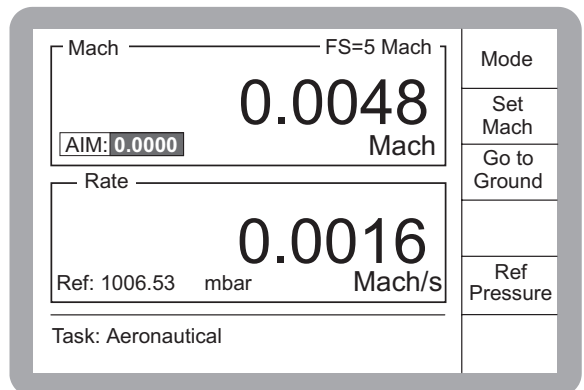 Mach FS=5 Mach
0.0048
AIM: 0.0000 Mach
Rate
0.0016
Ref: 1006.53 mbar Mach/s
Task: Aeronautical
Mode
Set
Mach
Go to
Ground
Ref
Pressure